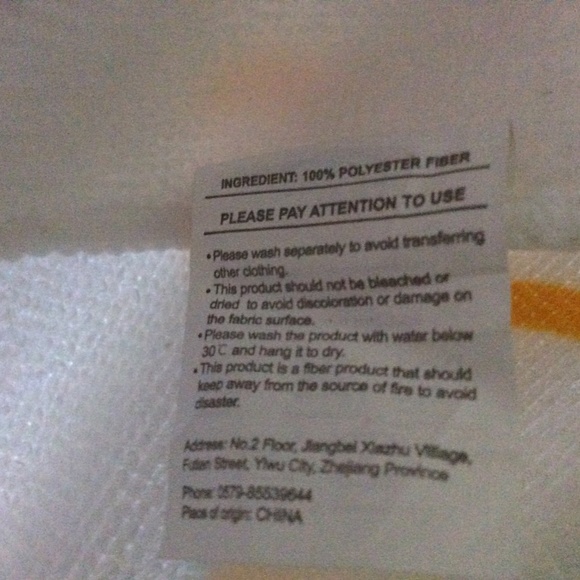 INGREDIENT: 100% POLYESTER FIBER
PLEASE PAY ATTENTION TO USE
•Please wash separately to avoid transferring
other clothing.
•This product should not be bleached or
dried to avoid discoloration or damage on
the fabric surface.
•Please wash the product with water below
30℃ and hang it to dry.
•This product is a fiber product that should
keep away from the source of fire to avoid
disaster.
Address: No.2 Floor, Jiangbei Xiazhu Village,
Futian Street, Yiwu City, Zhejiang Province
Phone: 0579-85539644
Place of origin: CHINA